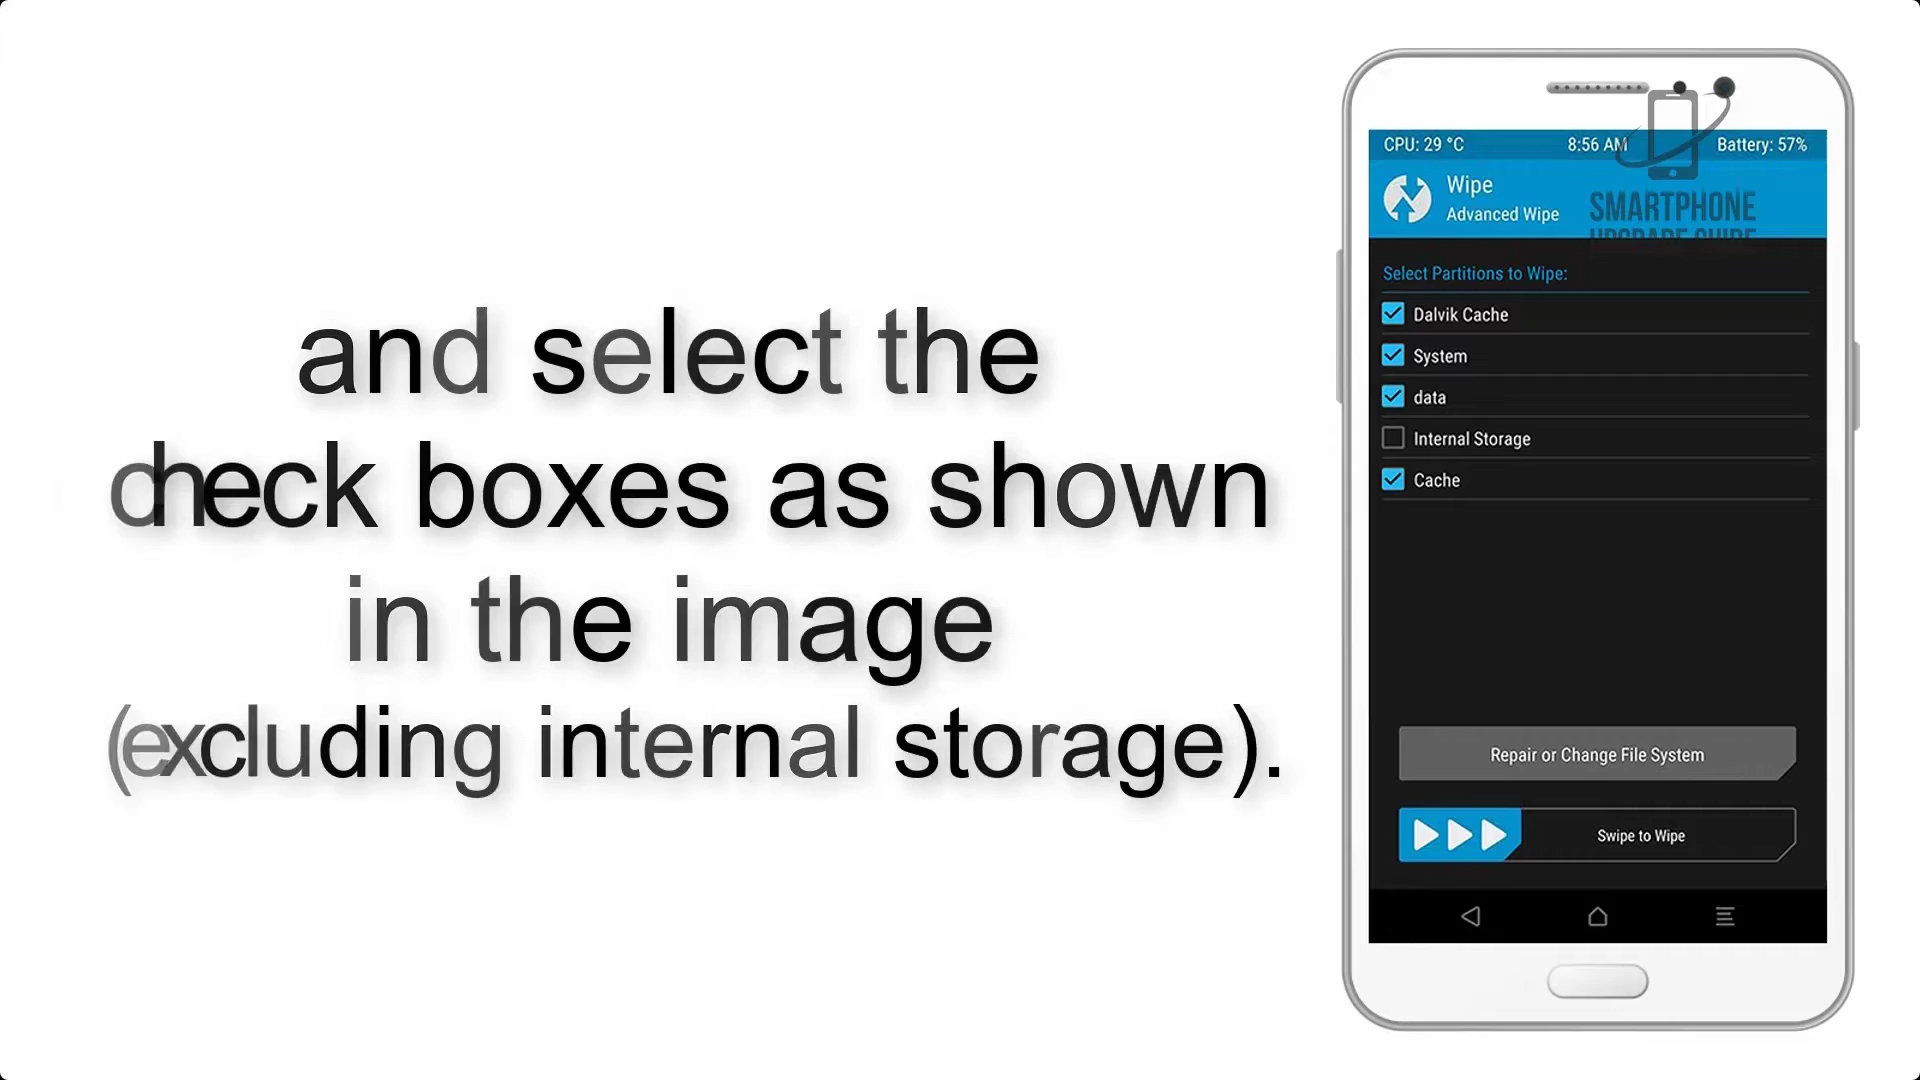 and select the
check boxes as shown
in the image
(excluding internal storage).
CPU: 29 °C 8:56 AM Battery: 57%
Wipe
Advanced Wipe
SMARTPHONE
UPGRADE GUIDE
Select Partitions to Wipe:
Dalvik Cache
System
data
Internal Storage
Cache
Repair or Change File System
Swipe to Wipe